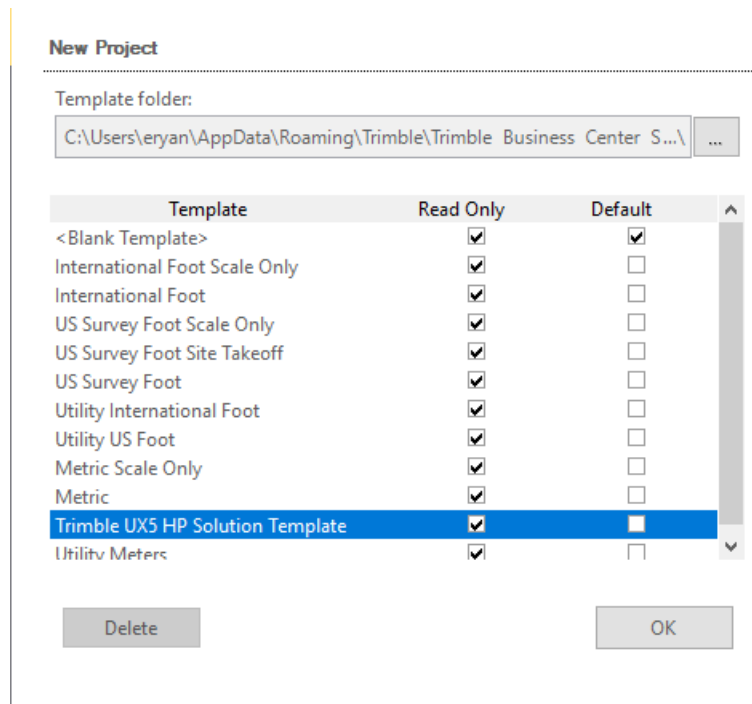 New Project
Template folder:
C:\Users\eryan\AppData\Roaming\Trimble\Trimble Business Center S...\ ...
Template Read Only Default
<Blank Template>
International Foot Scale Only
International Foot
US Survey Foot Scale Only
US Survey Foot Site Takeoff
US Survey Foot
Utility International Foot
Utility US Foot
Metric Scale Only
Metric
Trimble UX5 HP Solution Template
Utility Meters
Delete OK